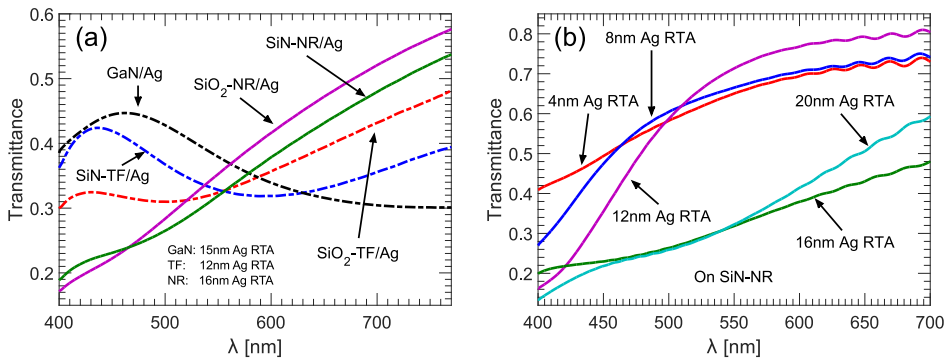 (a)
GaN/Ag
SiN-NR/Ag
SiO2-NR/Ag
SiN-TF/Ag
SiO2-TF/Ag
GaN: 15nm Ag RTA
TF: 12nm Ag RTA
NR: 16nm Ag RTA
Transmittance
0.6
0.5
0.4
0.3
0.2
400 500 600 700
λ [nm]
(b)
8nm Ag RTA
4nm Ag RTA
20nm Ag RTA
12nm Ag RTA
16nm Ag RTA
On SiN-NR
Transmittance
0.8
0.7
0.6
0.5
0.4
0.3
0.2
400 450 500 550 600 650 700
λ [nm]